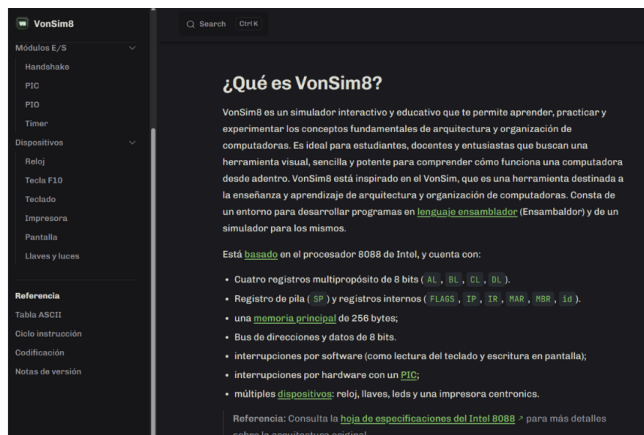 VonSim8
Search Ctrl K
Módulos E/S
Handshake
PIC
PIO
Timer
Dispositivos
Reloj
Tecla F10
Teclado
Impresora
Pantalla
Llaves y luces
Referencia
Tabla ASCII
Ciclo instrucción
Codificación
Notas de versión
¿Qué es VonSim8?
VonSim8 es un simulador interactivo y educativo que te permite aprender, practicar y
experimentar los conceptos fundamentales de arquitectura y organización de
computadoras. Es ideal para estudiantes, docentes y entusiastas que buscan una
herramienta visual, sencilla y potente para comprender cómo funciona una computadora
desde adentro. VonSim8 está inspirado en el VonSim, que es una herramienta destinada a
la enseñanza y aprendizaje de arquitectura y organización de computadoras. Consta de
un entorno para desarrollar programas en lenguaje ensamblador (Ensambaldor) y de un
simulador para los mismos.
Está basado en el procesador 8088 de Intel, y cuenta con:
• Cuatro registros multipropósito de 8 bits ( AL , BL , CL , DL ).
• Registro de pila ( SP ) y registros internos ( FLAGS , IP , IR , MAR , MBR , id ).
• una memoria principal de 256 bytes;
• Bus de direcciones y datos de 8 bits.
• interrupciones por software (como lectura del teclado y escritura en pantalla);
• interrupciones por hardware con un PIC;
• múltiples dispositivos: reloj, llaves, leds y una impresora centronics.
Referencia: Consulta la hoja de especificaciones del Intel 8088 ↗ para más detalles
sobre la arquitectura original.